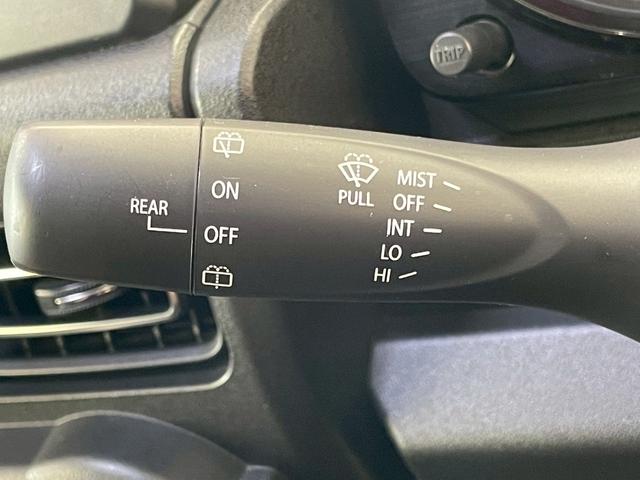 TRIP
REAR
ON
OFF
PULL
MIST
OFF
INT
LO
HI